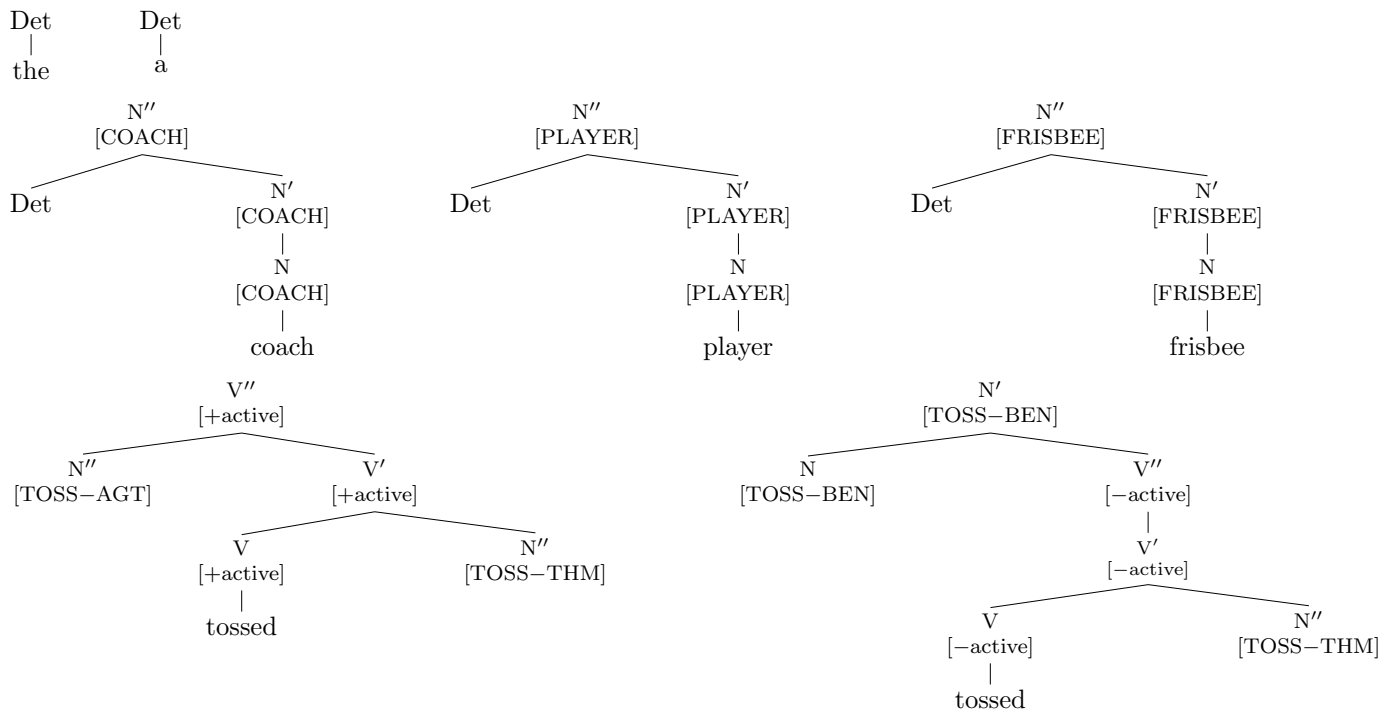 Det Det
the a
N′′ N′′ N′′
[COACH] [PLAYER] [FRISBEE]
Det N′ Det N′ Det N′
[COACH] [PLAYER] [FRISBEE]
N N N
[COACH] [PLAYER] [FRISBEE]
coach player frisbee
V′′ N′
[+active] [TOSS−BEN]
N′′ V′ N V′′
[TOSS−AGT] [+active] [TOSS−BEN] [−active]
V N′′ V′
[+active] [TOSS−THM] [−active]
tossed V N′′
[−active] [TOSS−THM]
tossed